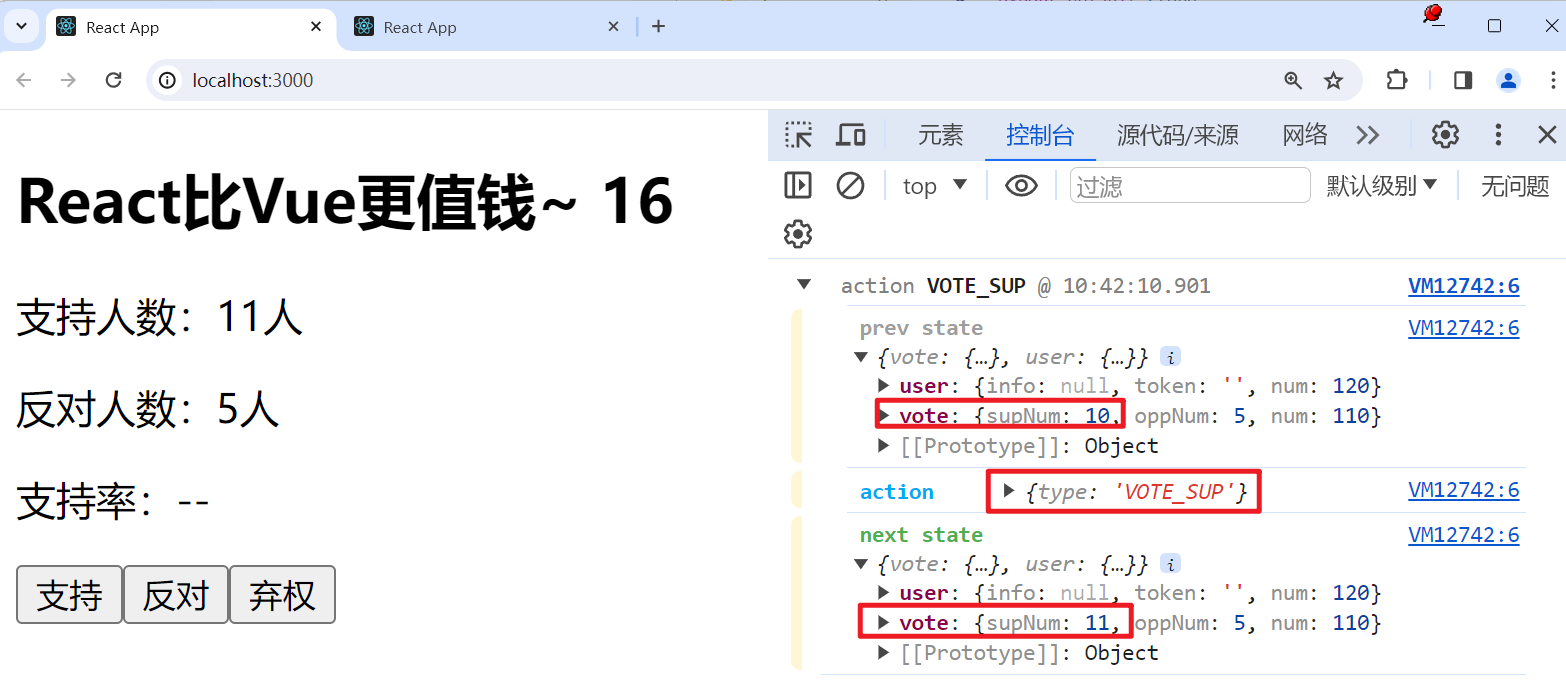 React App
React App
localhost:3000
React比Vue更值钱~ 16
支持人数：11人
反对人数：5人
支持率：--
支持 反对 弃权
元素 控制台 源代码/来源 网络
top 过滤 默认级别 无问题
action VOTE_SUP @ 10:42:10.901 VM12742:6
prev state VM12742:6
{vote: {…}, user: {…}} i
user: {info: null, token: '', num: 120}
vote: {supNum: 10, oppNum: 5, num: 110}
[[Prototype]]: Object
action {type: 'VOTE_SUP'} VM12742:6
next state VM12742:6
{vote: {…}, user: {…}} i
user: {info: null, token: '', num: 120}
vote: {supNum: 11, oppNum: 5, num: 110}
[[Prototype]]: Object